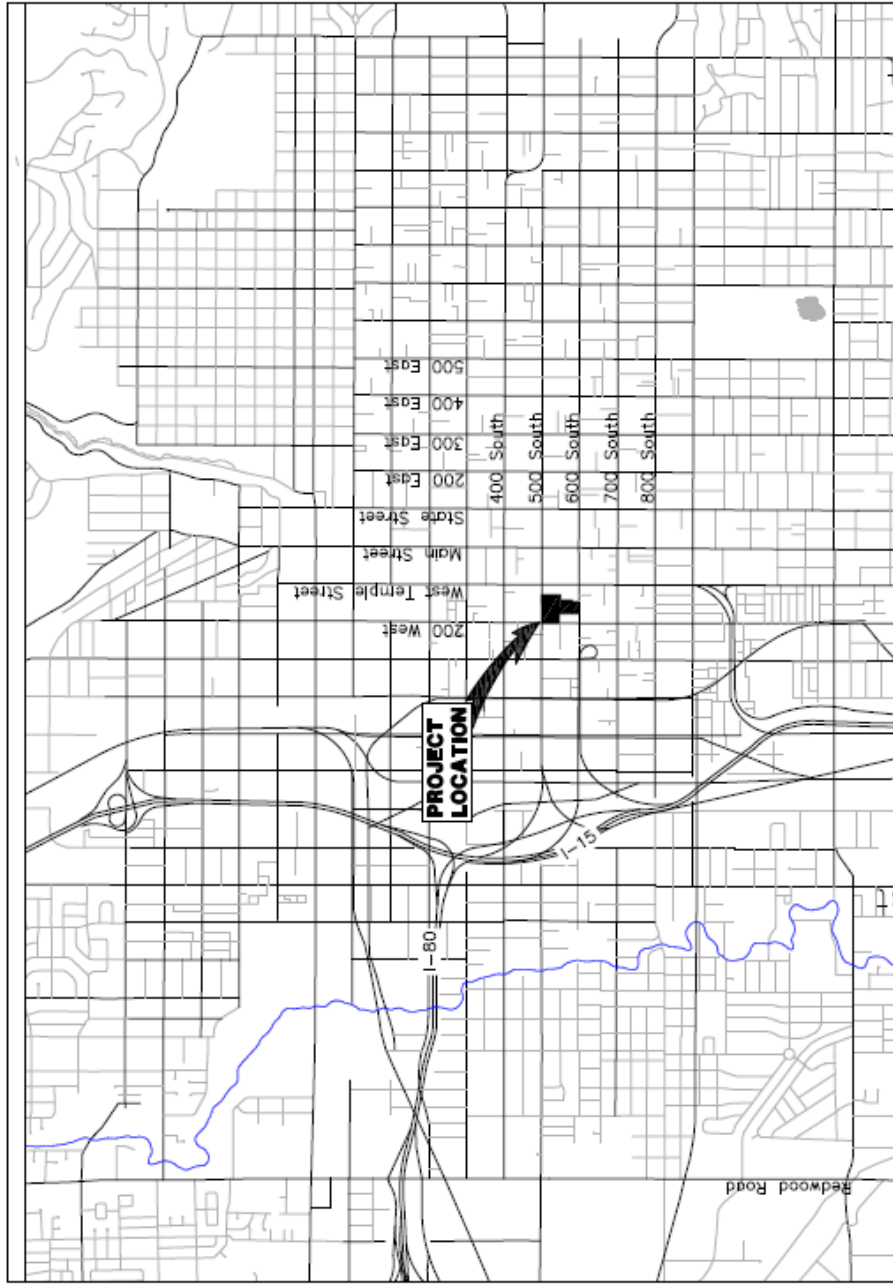 500 East
400 East
300 East
200 East
State Street
Main Street
West Temple Street
200 West
400 South
500 South
600 South
700 South
800 South
PROJECT
LOCATION
I-15
I-80
Redwood Road